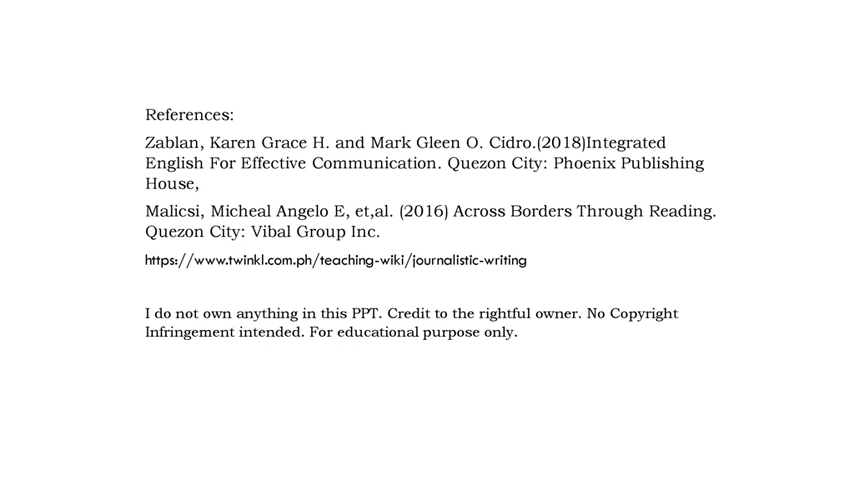 References:
Zablan, Karen Grace H. and Mark Gleen O. Cidro.(2018)Integrated
English For Effective Communication. Quezon City: Phoenix Publishing
House,
Malicsi, Micheal Angelo E, et,al. (2016) Across Borders Through Reading.
Quezon City: Vibal Group Inc.
https://www.twinkl.com.ph/teaching-wiki/journalistic-writing
I do not own anything in this PPT. Credit to the rightful owner. No Copyright
Infringement intended. For educational purpose only.